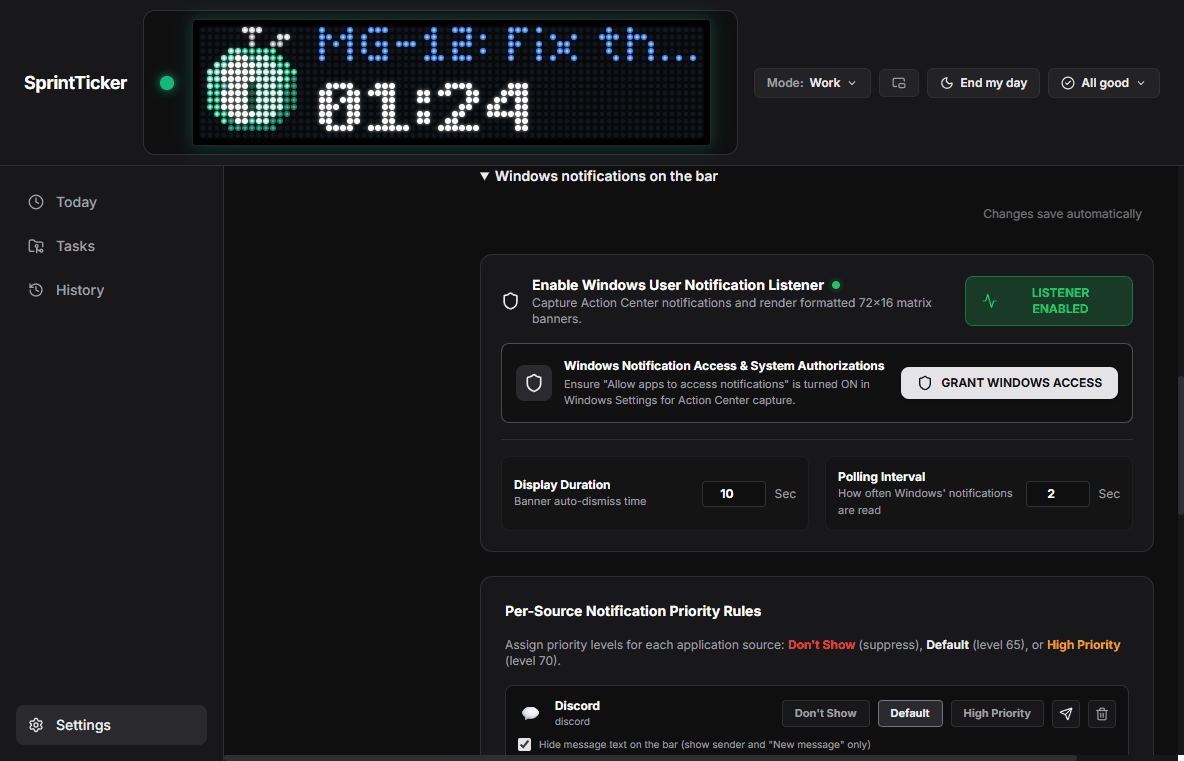 SprintTicker
MG-12: Fix th...
01:24
Mode: Work
End my day
All good
Today
Tasks
History
Settings
▼ Windows notifications on the bar
Changes save automatically
Enable Windows User Notification Listener
Capture Action Center notifications and render formatted 72×16 matrix
banners.
LISTENER
ENABLED
Windows Notification Access & System Authorizations
Ensure "Allow apps to access notifications" is turned ON in
Windows Settings for Action Center capture.
GRANT WINDOWS ACCESS
Display Duration
Banner auto-dismiss time
10 Sec
Polling Interval
How often Windows' notifications
are read
2 Sec
Per-Source Notification Priority Rules
Assign priority levels for each application source: Don't Show (suppress), Default (level 65), or High Priority
(level 70).
Discord
discord
Don't Show
Default
High Priority
Hide message text on the bar (show sender and "New message" only)